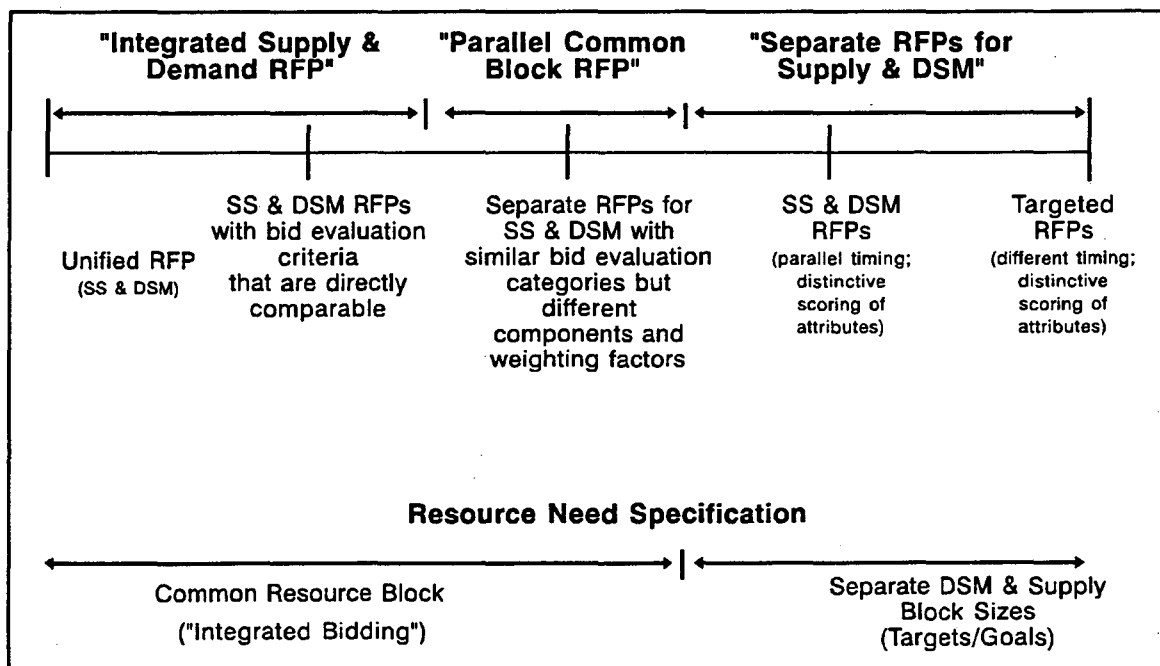 "Integrated Supply &
Demand RFP"
"Parallel Common
Block RFP"
"Separate RFPs for
Supply & DSM"
Unified RFP
(SS & DSM)
SS & DSM RFPs
with bid evaluation
criteria
that are directly
comparable
Separate RFPs for
SS & DSM with
similar bid evaluation
categories but
different
components and
weighting factors
SS & DSM
RFPs
(parallel timing;
distinctive
scoring of
attributes)
Targeted
RFPs
(different timing;
distinctive
scoring of
attributes)
Resource Need Specification
Common Resource Block
("Integrated Bidding")
Separate DSM & Supply
Block Sizes
(Targets/Goals)